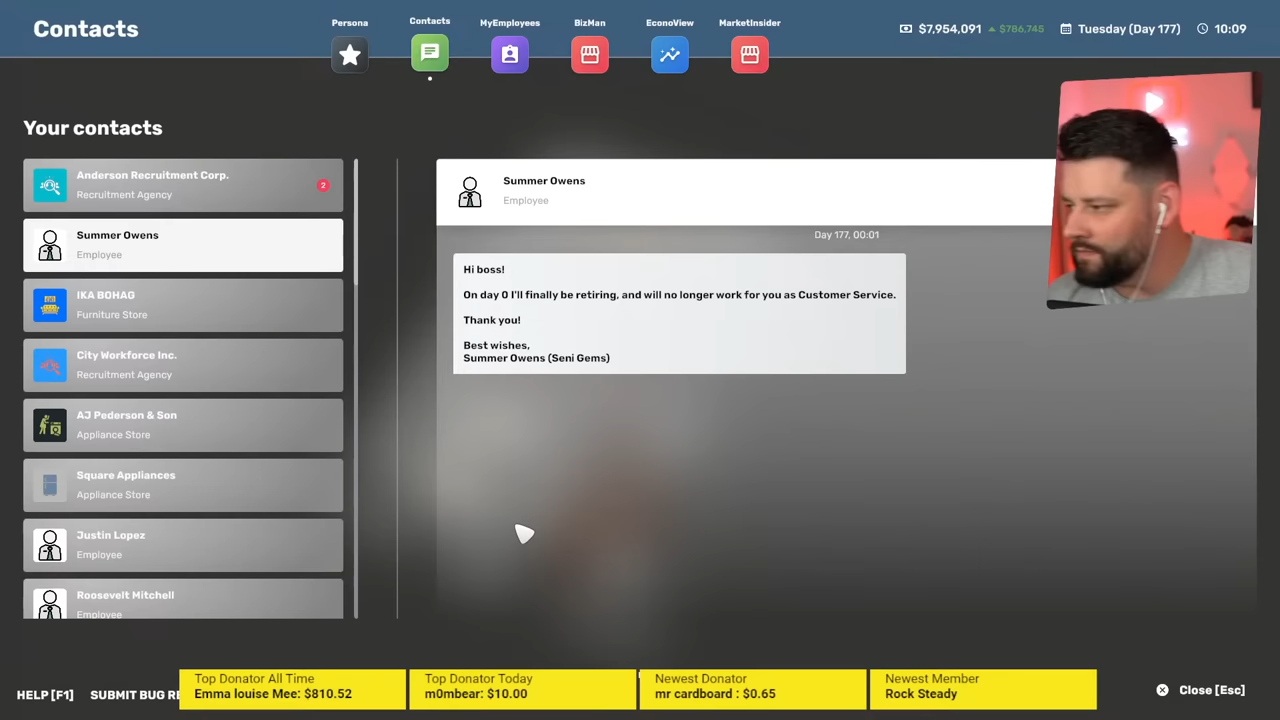 Contacts
Persona
Contacts
MyEmployees
BizMan
EconoView
MarketInsider
$7,954,091 $786,745
Tuesday (Day 177)
10:09
Your contacts
Anderson Recruitment Corp.
Recruitment Agency
2
Summer Owens
Employee
IKA BOHAG
Furniture Store
City Workforce Inc.
Recruitment Agency
AJ Pederson & Son
Appliance Store
Square Appliances
Appliance Store
Justin Lopez
Employee
Roosevelt Mitchell
Employee
Summer Owens
Employee
Day 177, 00:01
Hi boss!
On day 0 I'll finally be retiring, and will no longer work for you as Customer Service.
Thank you!
Best wishes,
Summer Owens (Seni Gems)
HELP [F1]
SUBMIT BUG RE
Top Donator All Time
Emma louise Mee: $810.52
Top Donator Today
m0mbear: $10.00
Newest Donator
mr cardboard : $0.65
Newest Member
Rock Steady
Close [Esc]